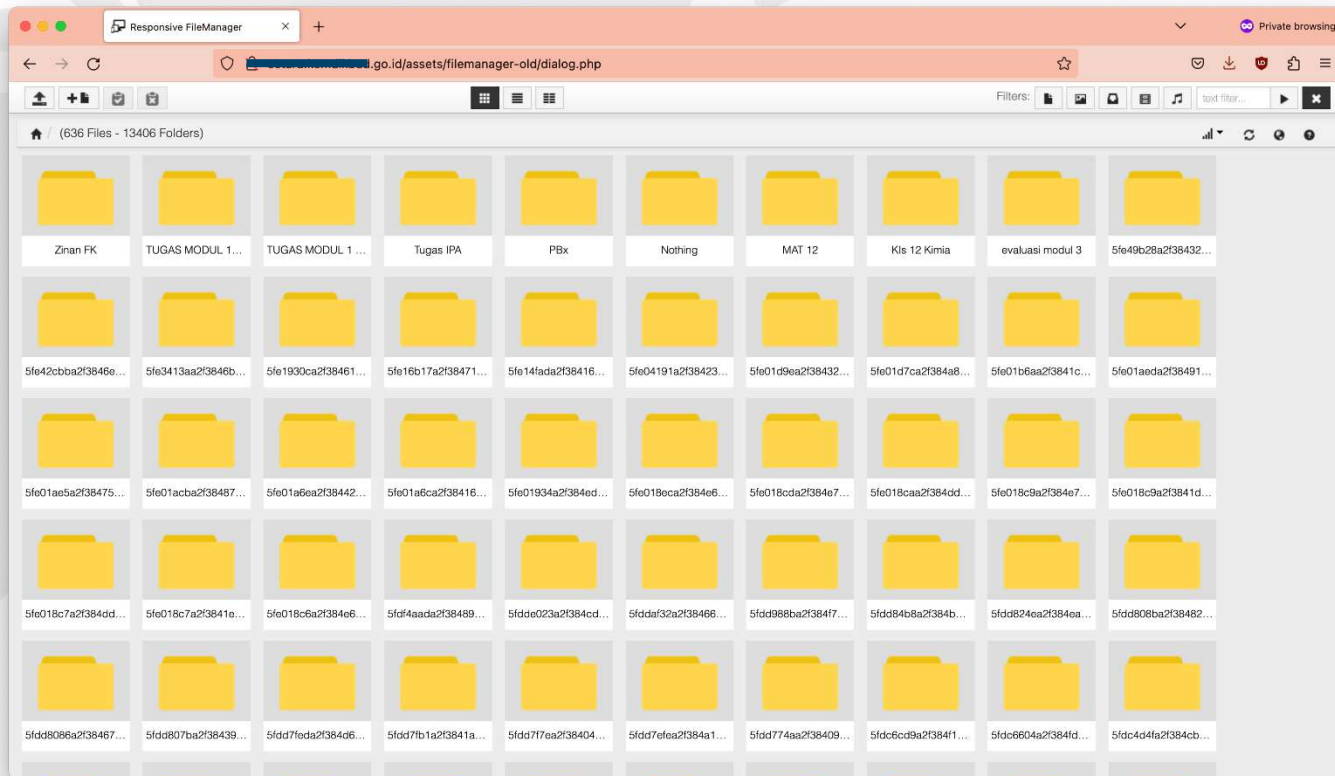 Responsive FileManager
Private browsing
.go.id/assets/filemanager-old/dialog.php
Filters:
text filter...
(636 Files - 13406 Folders)
Zinan FK TUGAS MODUL 1... TUGAS MODUL 1 ... Tugas IPA PBx Nothing MAT 12 Kls 12 Kimia evaluasi modul 3 5fe49b28a2f38432...
5fe42cbba2f3846e... 5fe3413aa2f3846b... 5fe1930ca2f38461... 5fe16b17a2f38471... 5fe14fada2f38416... 5fe04191a2f38423... 5fe01d9ea2f38432... 5fe01d7ca2f384a8... 5fe01b6aa2f3841c... 5fe01aeda2f38491...
5fe01ae5a2f38475... 5fe01acba2f38487... 5fe01a6ea2f38442... 5fe01a6ca2f38416... 5fe01934a2f384ed... 5fe018eca2f384e6... 5fe018cda2f384e7... 5fe018caa2f384dd... 5fe018c9a2f384e7... 5fe018c9a2f3841d...
5fe018c7a2f384dd... 5fe018c7a2f3841e... 5fe018c6a2f384e6... 5fdf4aada2f38489... 5fdde023a2f384cd... 5fddaf32a2f38466... 5fdd988ba2f384f7... 5fdd84b8a2f384b... 5fdd824ea2f384ea... 5fdd808ba2f38482...
5fdd8086a2f38467... 5fdd807ba2f38439... 5fdd7feda2f384d6... 5fdd7fb1a2f3841a... 5fdd7f7ea2f38404... 5fdd7efea2f384a1... 5fdd774aa2f38409... 5fdc6cd9a2f384f1... 5fdc6604a2f384fd... 5fdc4d4fa2f384cb...